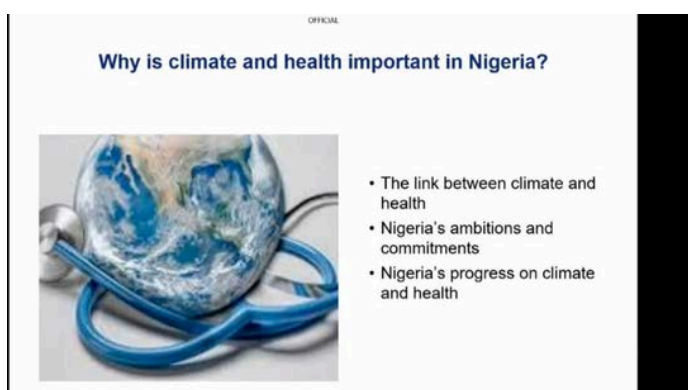 OFFICIAL
Why is climate and health important in Nigeria?
• The link between climate and
health
• Nigeria's ambitions and
commitments
• Nigeria's progress on climate
and health